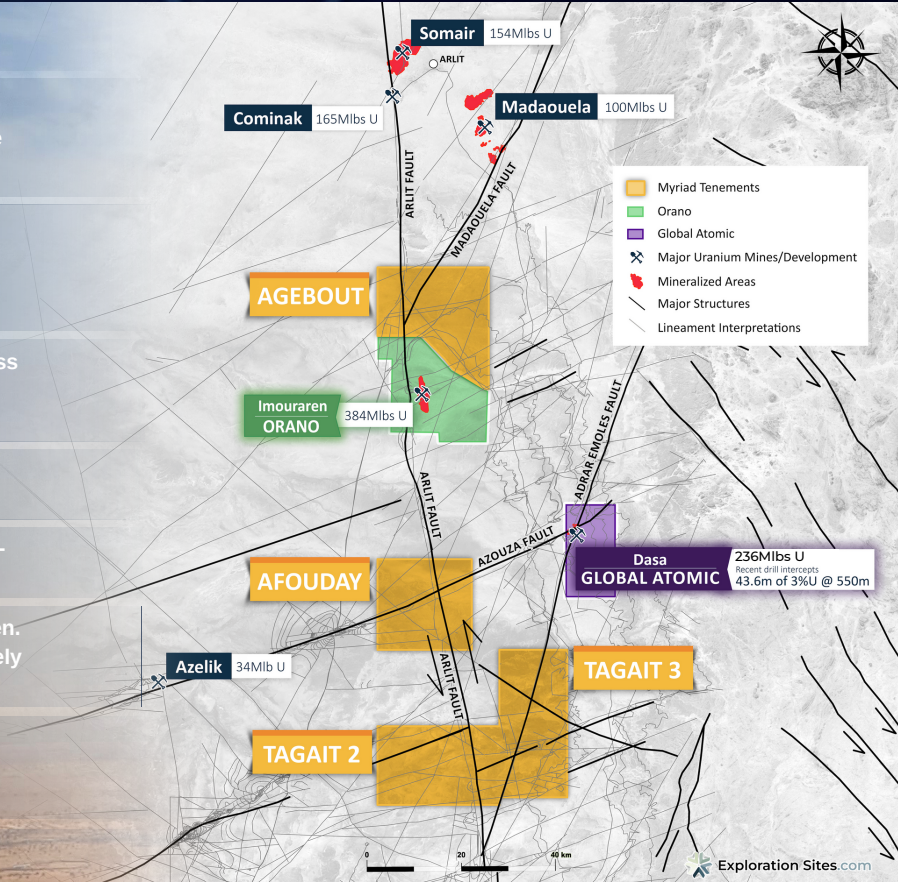 Somair 154Mlbs U
ARLIT
Cominak 165Mlbs U
Madaouela 100Mlbs U
ARLIT FAULT
MADAOUELA FAULT
Myriad Tenements
Orano
Global Atomic
Major Uranium Mines/Development
Mineralized Areas
Major Structures
Lineament Interpretations
AGEBOUT
ss
Imouraren
ORANO
384Mlbs U
ADRAR EMOLES FAULT
ARLIT FAULT
AZOUZA FAULT
Dasa
GLOBAL ATOMIC
236Mlbs U
Recent drill intercepts
43.6m of 3%U @ 550m
AFOUDAY
en.
ely
Azelik 34Mlb U
ARLIT FAULT
TAGAIT 3
TAGAIT 2
0 20 40 km
Exploration Sites.com